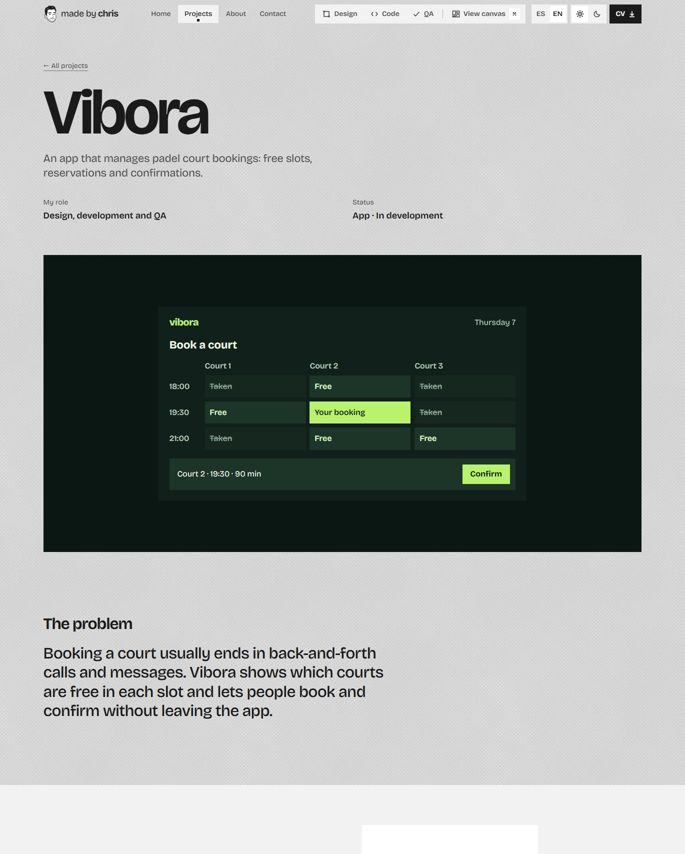 made by chris
Home Projects About Contact
Design Code QA View canvas M
ES EN
CV
← All projects
Vibora
An app that manages padel court bookings: free slots,
reservations and confirmations.
My role
Design, development and QA
Status
App · In development
vibora
Thursday 7
Book a court
Court 1 Court 2 Court 3
18:00 Taken Free Taken
19:30 Free Your booking Taken
21:00 Taken Free Free
Court 2 · 19:30 · 90 min
Confirm
The problem
Booking a court usually ends in back-and-forth
calls and messages. Vibora shows which courts
are free in each slot and lets people book and
confirm without leaving the app.